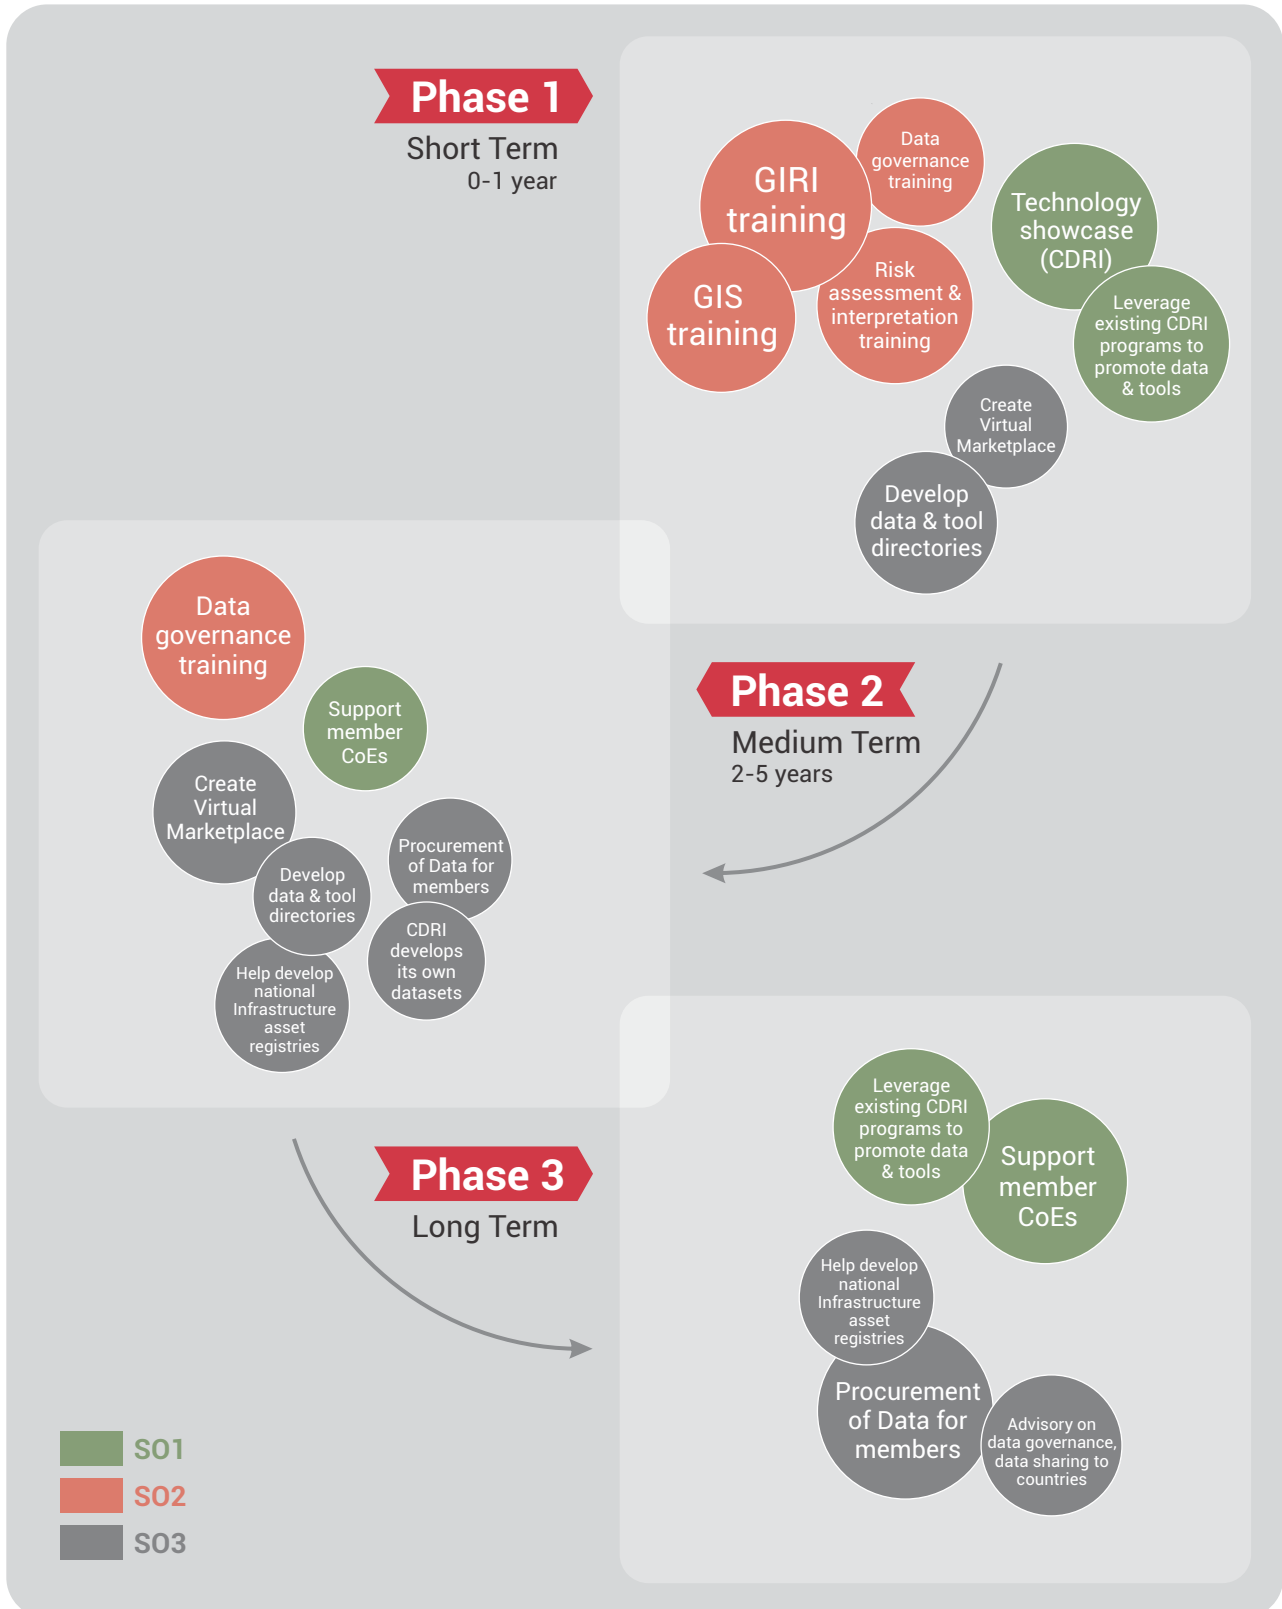 Phase 1
Short Term
0-1 year
GIRI
training
Data
governance
training
Technology
showcase
(CDRI)
GIS
training
Risk
assessment &
interpretation
training
Leverage
existing CDRI
programs to
promote data
& tools
Create
Virtual
Marketplace
Develop
data & tool
directories
Phase 2
Medium Term
2-5 years
Data
governance
training
Support
member
CoEs
Create
Virtual
Marketplace
Procurement
of Data for
members
Develop
data & tool
directories
CDRI
develops
its own
datasets
Help develop
national
Infrastructure
asset
registries
Phase 3
Long Term
Leverage
existing CDRI
programs to
promote data
& tools
Support
member
CoEs
Help develop
national
Infrastructure
asset
registries
Procurement
of Data for
members
Advisory on
data governance,
data sharing to
countries
SO1
SO2
SO3